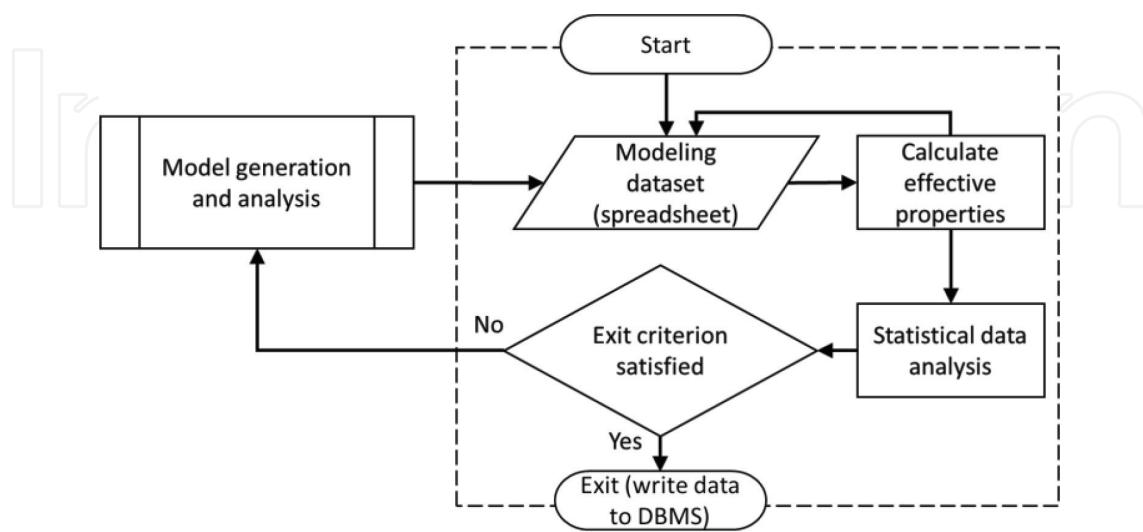 Start
Model generation
and analysis
Modeling
dataset
(spreadsheet)
Calculate
effective
properties
No
Exit criterion
satisfied
Statistical data
analysis
Yes
Exit (write data
to DBMS)